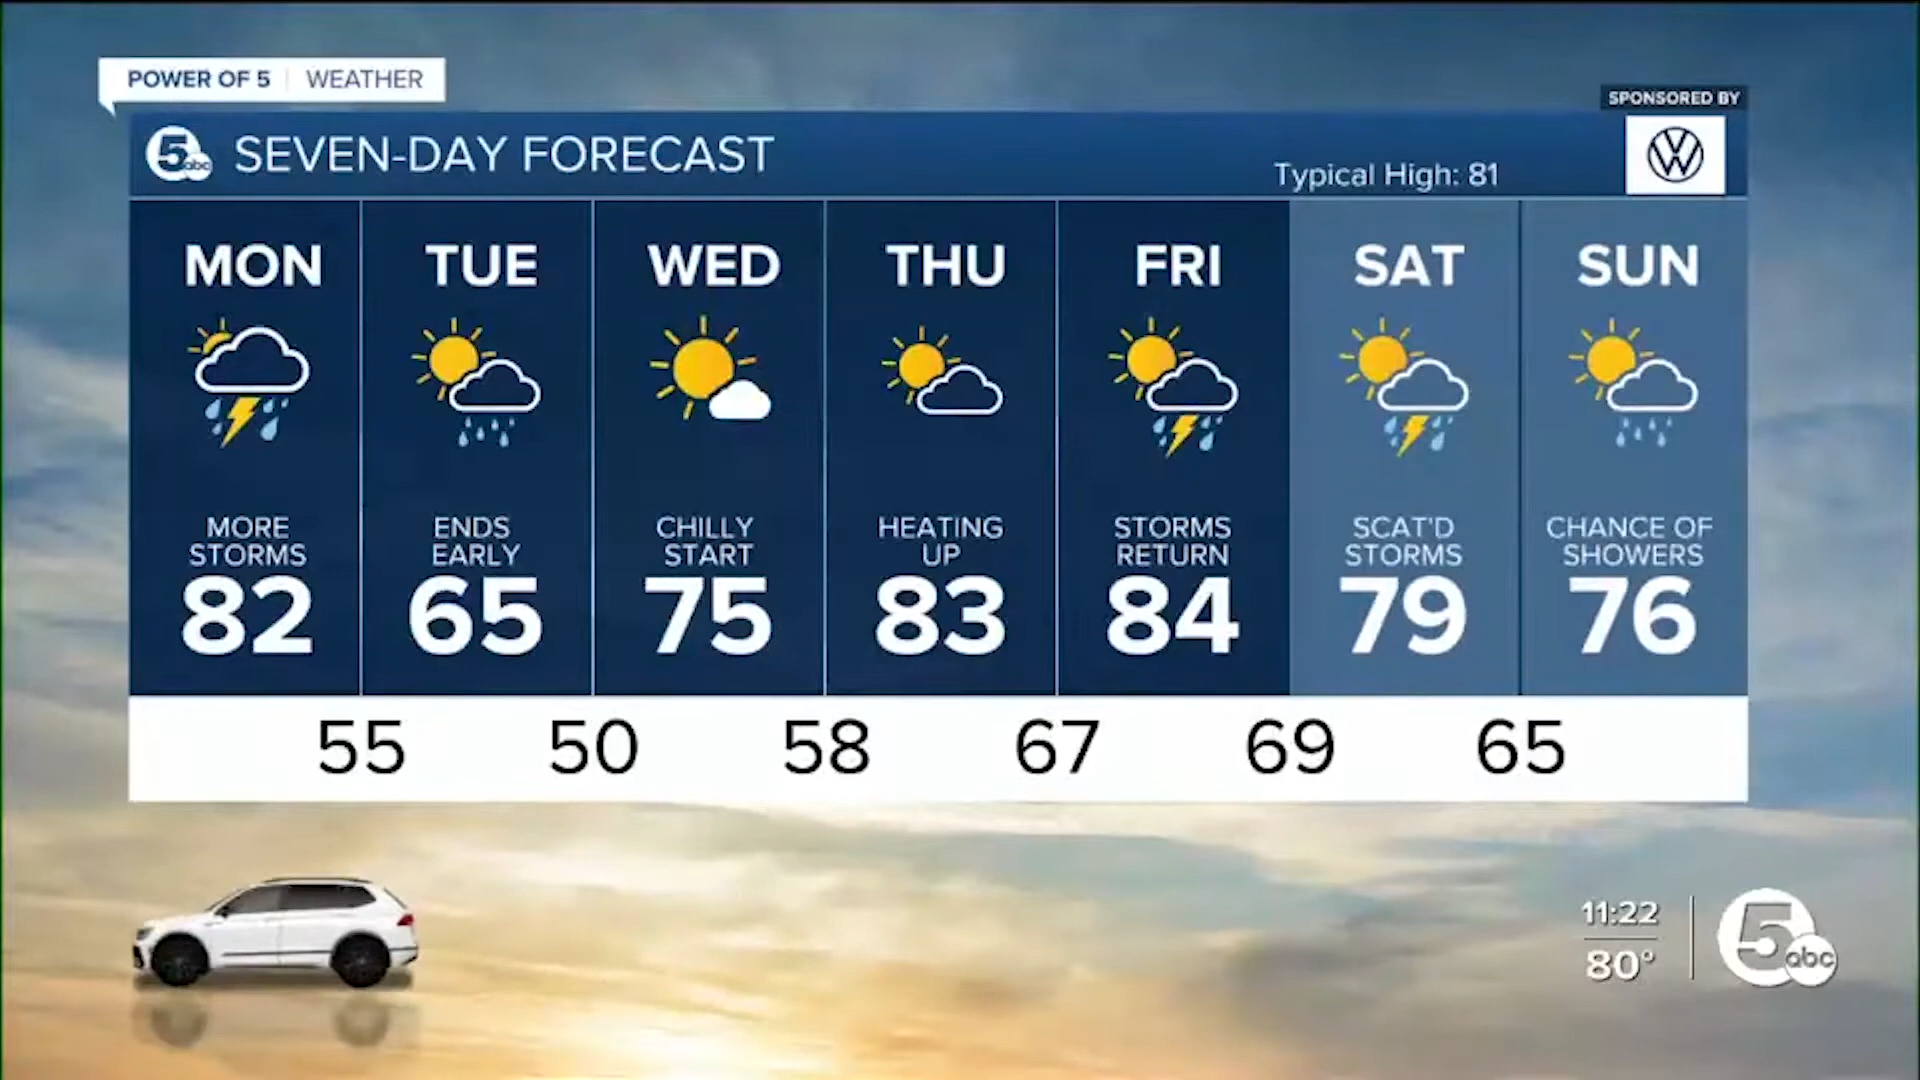 POWER OF 5 | WEATHER
SPONSORED BY
5abc SEVEN-DAY FORECAST
Typical High: 81
MON TUE WED THU FRI SAT SUN
MORE STORMS
82
ENDS EARLY
65
CHILLY START
75
HEATING UP
83
STORMS RETURN
84
SCAT'D STORMS
79
CHANCE OF SHOWERS
76
55 50 58 67 69 65
11:22
80°
5abc